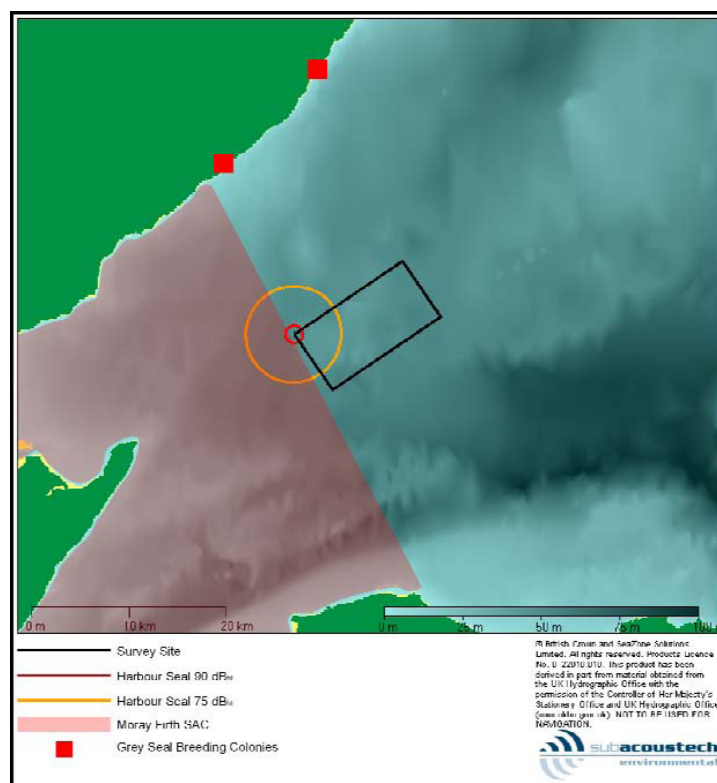 0 m 10 km 20 km
0 m 25 m 50 m 75 m 100
Survey Site
Harbour Seal 90 dB
Harbour Seal 75 dB
Moray Firth SAC
Grey Seal Breeding Colonies
© British Crown and SeaZone Solutions
Limited. All rights reserved. Products Licence
No.
This product has been
derived in part from material obtained from
the UK Hydrographic Office with the
permission of the Controller of Her Majesty's
Stationery Office and UK Hydrographic Office
NOT TO BE USED FOR
NAVIGATION.
subacoustech
environmental